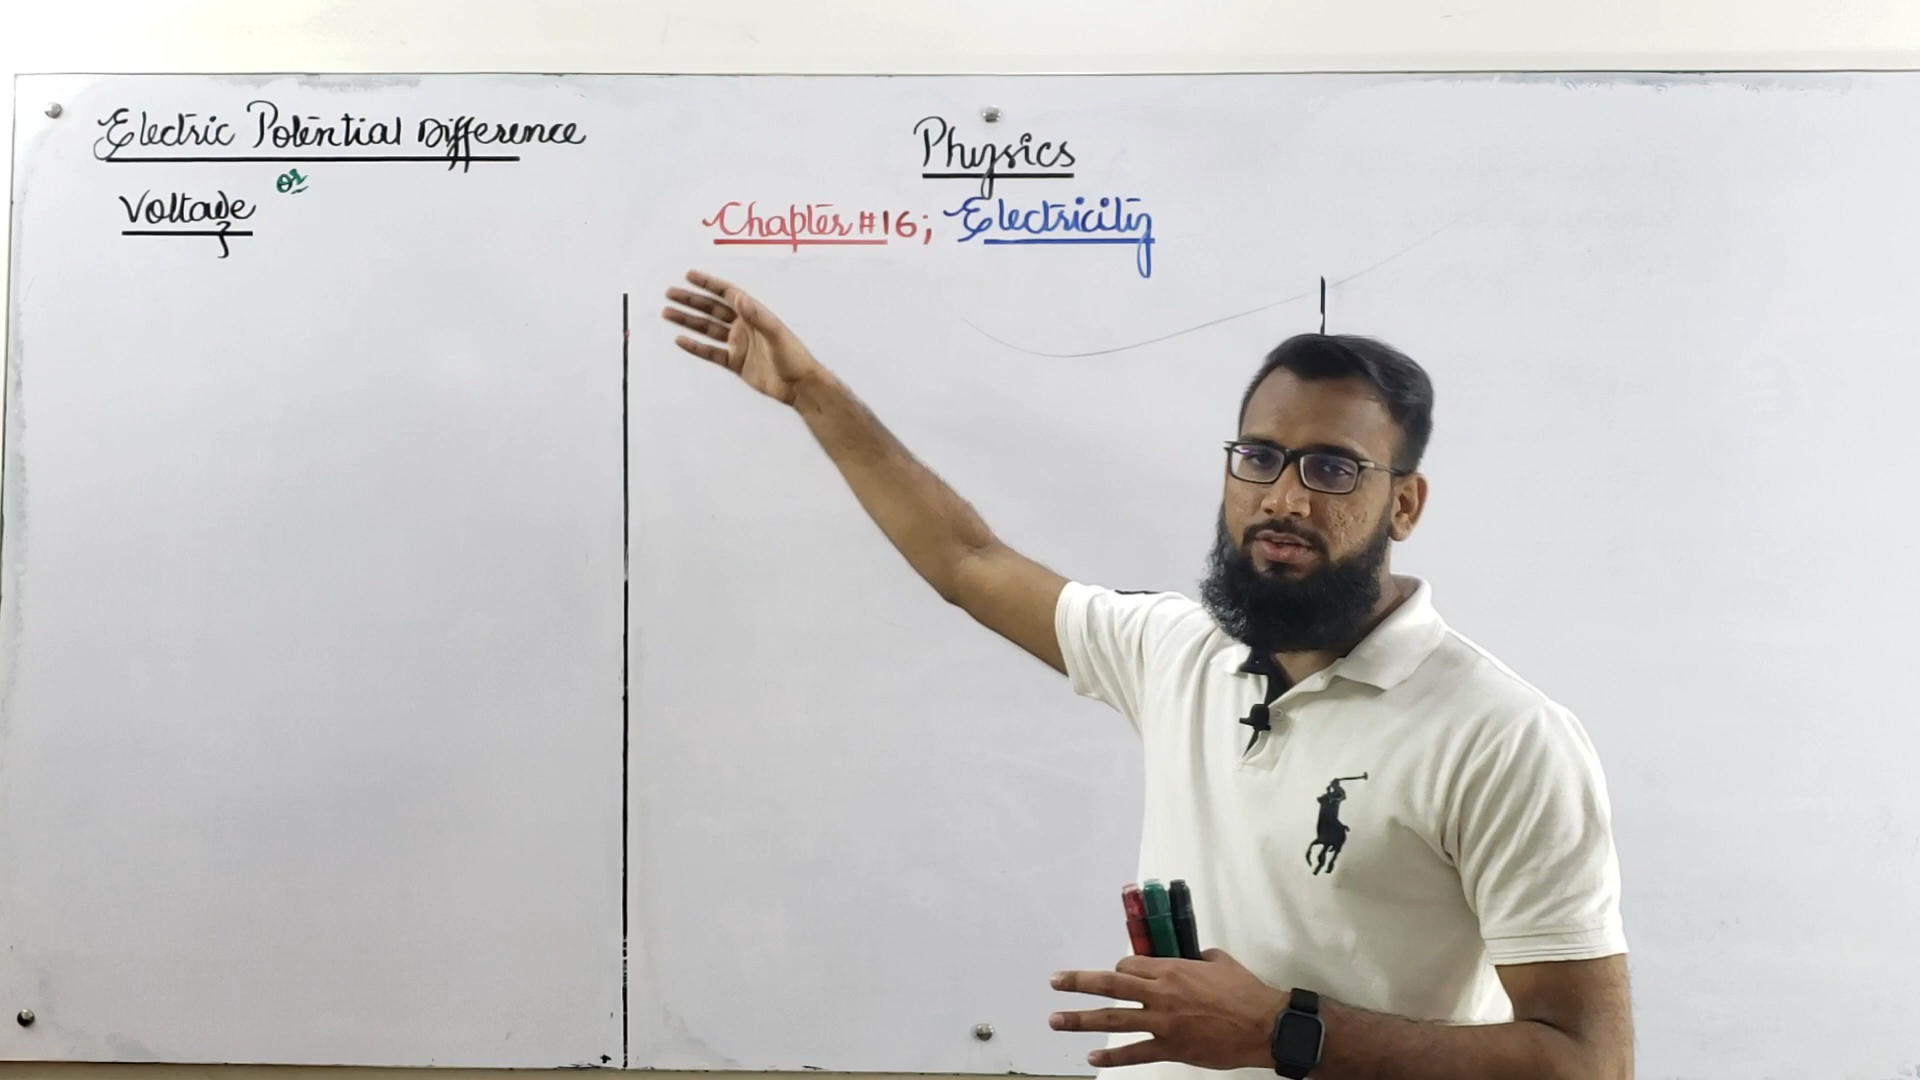 Electric Potential Difference
or
Voltage
Physics
Chapter #16; Electricity